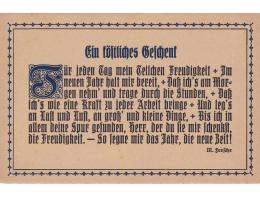 Ein köstliches Geschenk
Für jeden Tag mein Teilchen Freudigkeit + Im
neuen Jahr halt mir bereit, + Daß ich's am Mor-
gen nehm' und trage durch die Stunden, + Daß
ich's wie eine Kraft zu jeder Arbeit bringe + Und leg's
an Last und Lust, an groß' und kleine Dinge, + Bis ich in
allem deine Spur gefunden, Herr, der du sie mir schenkst,
die Freudigkeit. — So segne mir das Jahr, die neue Zeit!
M. Feesche